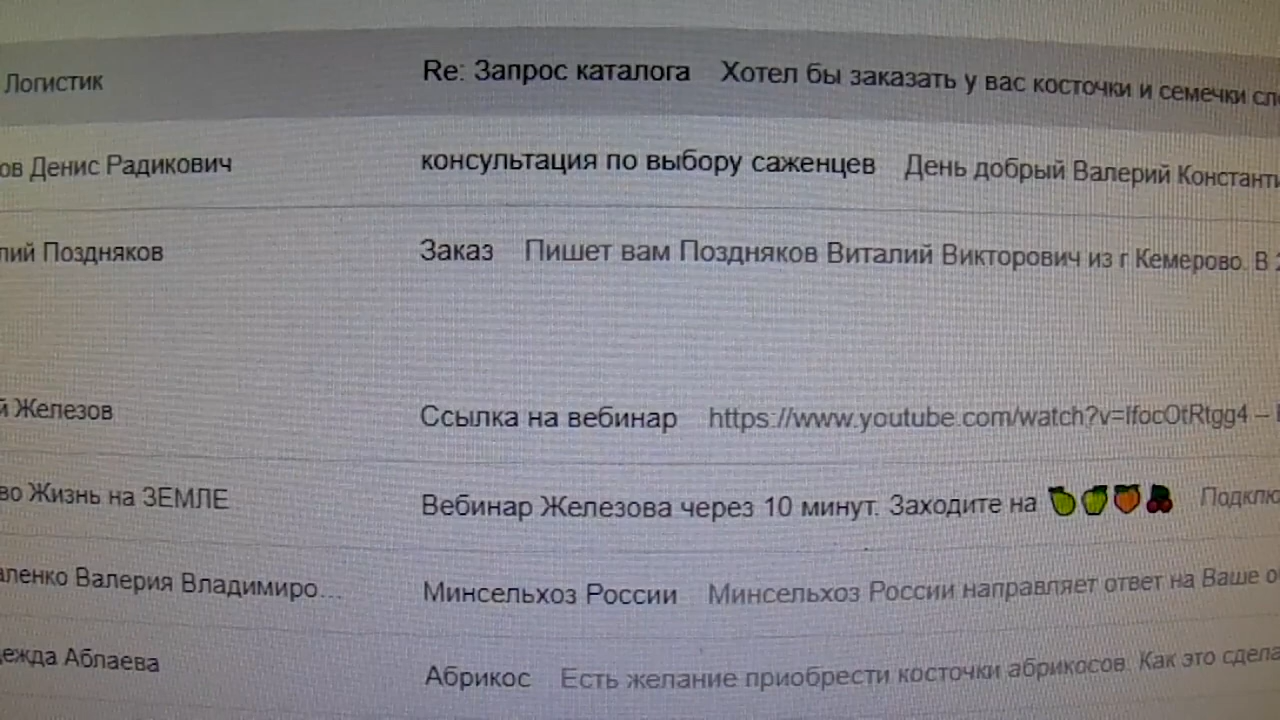 Логистик Re: Запрос каталога Хотел бы заказать у вас косточки и семечки
Денис Радикович консультация по выбору саженцев День добрый Валерий
Поздняков Заказ Пишет вам Поздняков Виталий Викторович из г Кемерово. В
Железов Ссылка на вебинар https://www.youtube.com/watch?v=IfocOtRtgg4 –
Жизнь на ЗЕМЛЕ Вебинар Железова через 10 минут. Заходите на 🍏🍏🍑🍒
Валерия Владимиро... Минсельхоз России Минсельхоз России направляет ответ на Ваше
Аблаева Абрикос Есть желание приобрести косточки абрикосов. Как это